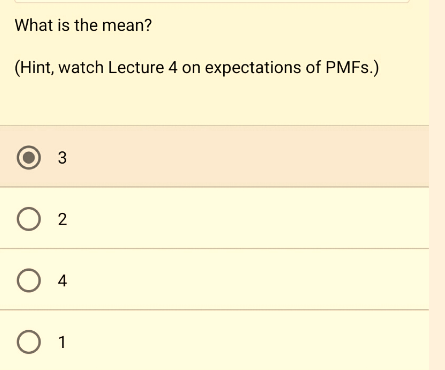 What is the mean?
(Hint, watch Lecture 4 on expectations of PMFs.)
3
2
4
1